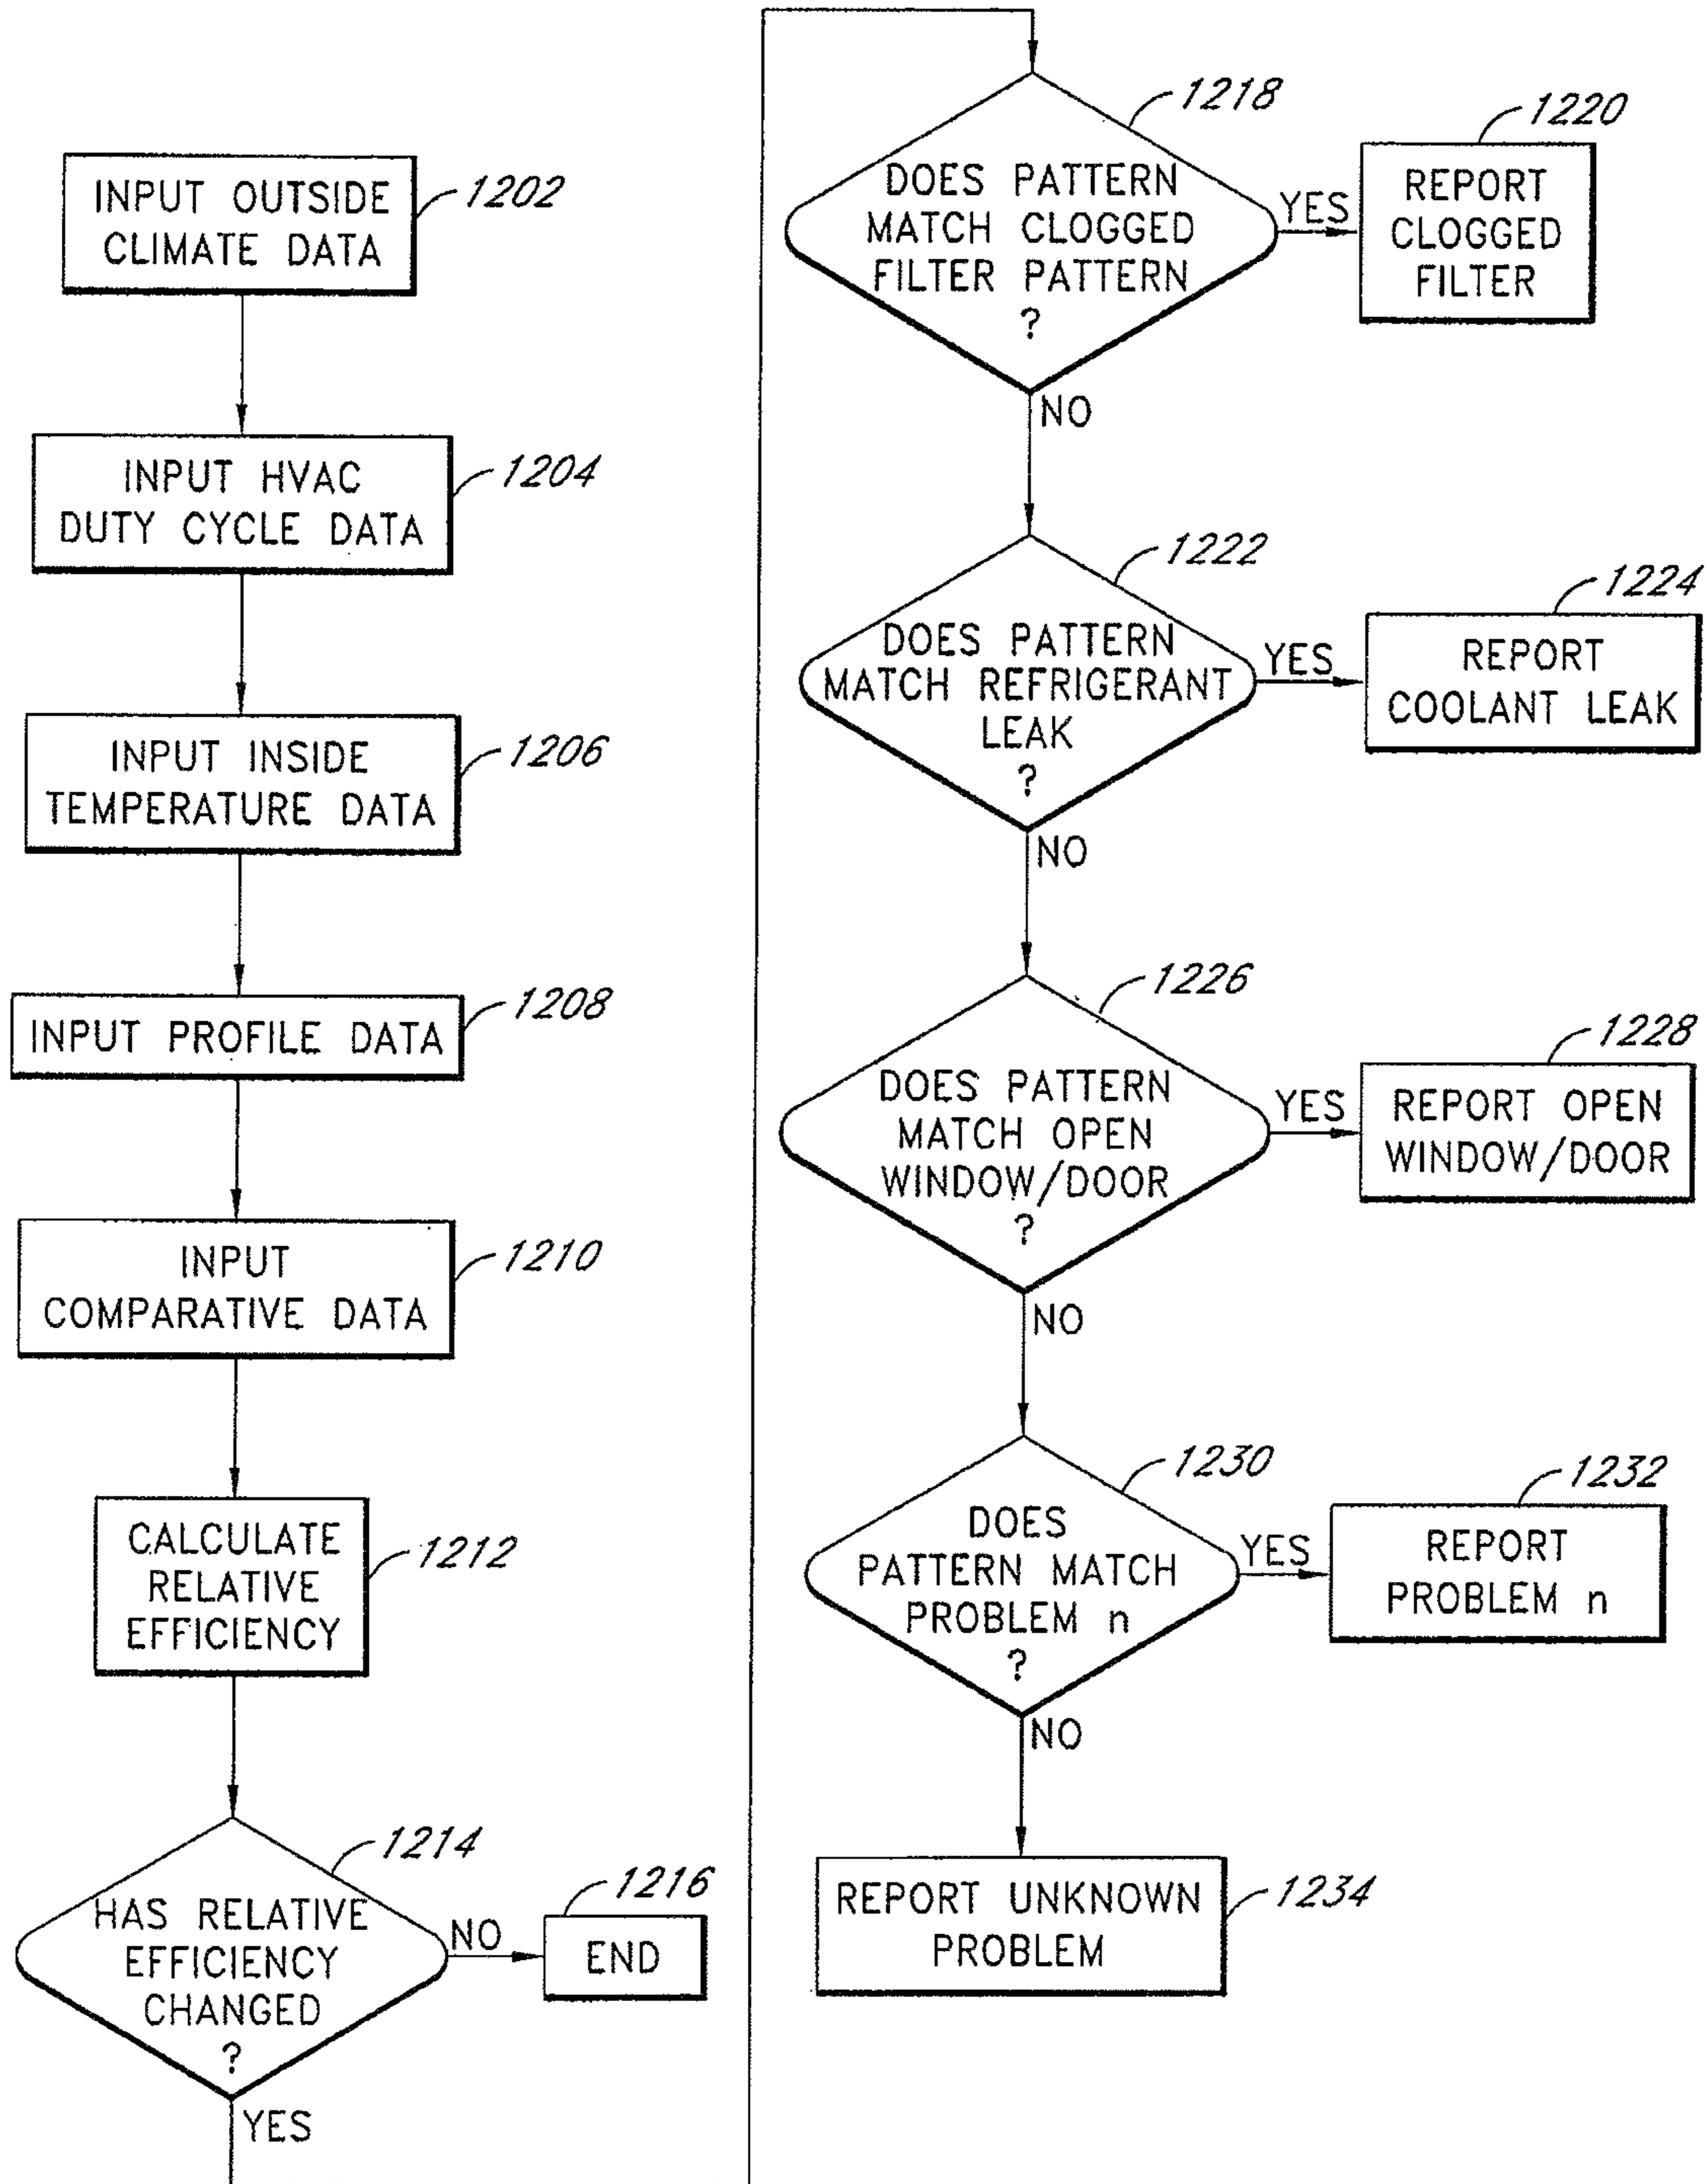 INPUT OUTSIDE
CLIMATE DATA
1202
INPUT HVAC
DUTY CYCLE DATA
1204
INPUT INSIDE
TEMPERATURE DATA
1206
INPUT PROFILE DATA
1208
INPUT
COMPARATIVE DATA
1210
CALCULATE
RELATIVE
EFFICIENCY
1212
HAS RELATIVE
EFFICIENCY
CHANGED
?
1214
NO
END
1216
YES
DOES PATTERN
MATCH CLOGGED
FILTER PATTERN
?
1218
YES
REPORT
CLOGGED
FILTER
1220
NO
DOES PATTERN
MATCH REFRIGERANT
LEAK
?
1222
YES
REPORT
COOLANT LEAK
1224
NO
DOES PATTERN
MATCH OPEN
WINDOW/DOOR
?
1226
YES
REPORT OPEN
WINDOW/DOOR
1228
NO
DOES
PATTERN MATCH
PROBLEM n
?
1230
YES
REPORT
PROBLEM n
1232
NO
REPORT UNKNOWN
PROBLEM
1234